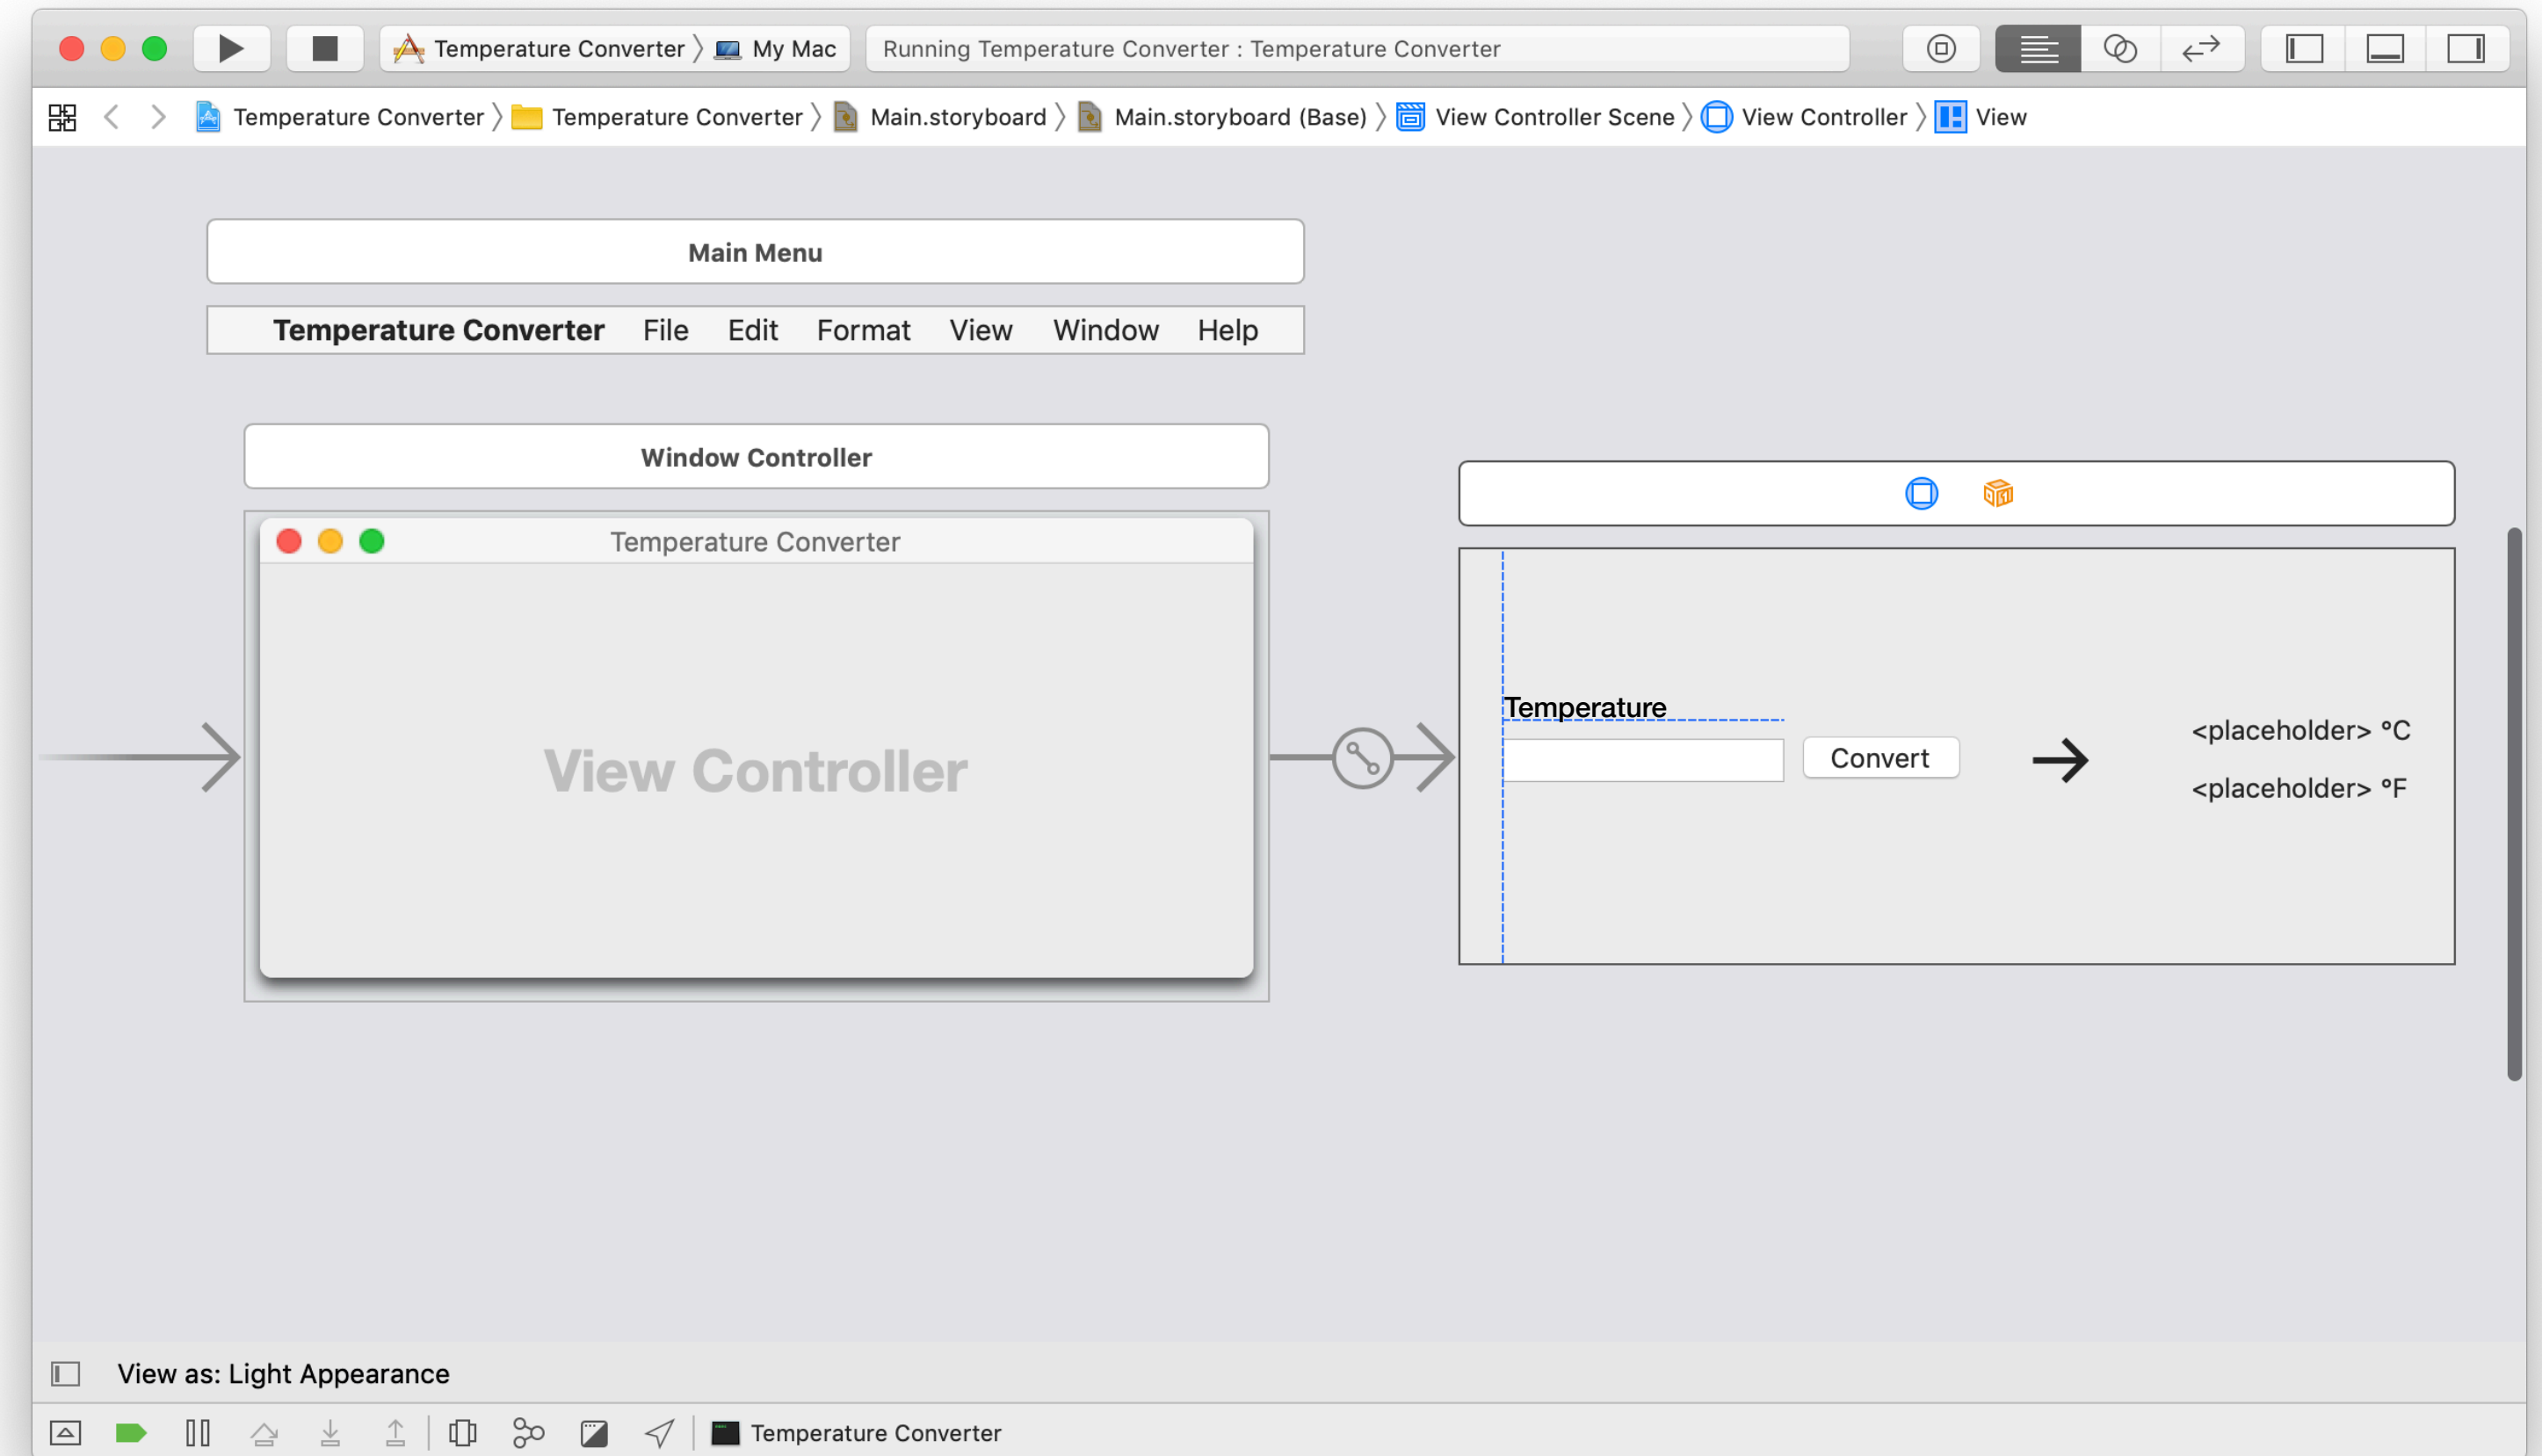 Temperature Converter 〉 My Mac
Running Temperature Converter : Temperature Converter
Temperature Converter 〉 Temperature Converter 〉 Main.storyboard 〉 Main.storyboard (Base) 〉 View Controller Scene 〉 View Controller 〉 View
Main Menu
Temperature Converter File Edit Format View Window Help
Window Controller
Temperature Converter
View Controller
Temperature
Convert
<placeholder> °C
<placeholder> °F
View as: Light Appearance
Temperature Converter